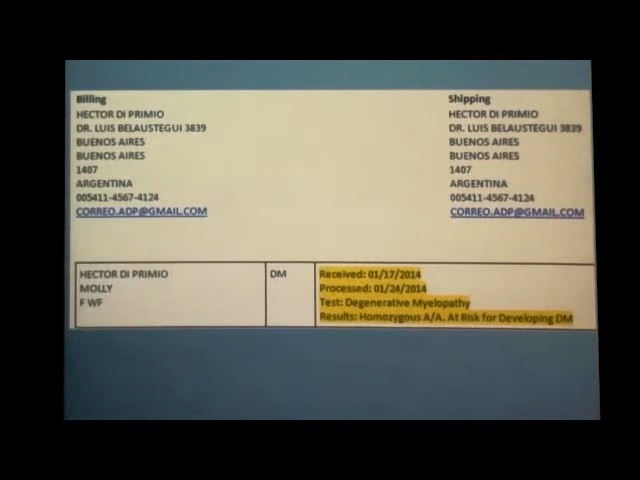 Billing
HECTOR DI PRIMIO
DR. LUIS BELAUSTEGUI 3839
BUENOS AIRES
BUENOS AIRES
1407
ARGENTINA
005411-4567-4124
CORREO.ADP@GMAIL.COM
Shipping
HECTOR DI PRIMIO
DR. LUIS BELAUSTEGUI 3839
BUENOS AIRES
BUENOS AIRES
1407
ARGENTINA
005411-4567-4124
CORREO.ADP@GMAIL.COM
HECTOR DI PRIMIO
MOLLY
F WF
DM
Received: 01/17/2014
Processed: 01/24/2014
Test: Degenerative Myelopathy
Results: Homozygous A/A. At Risk for Developing DM